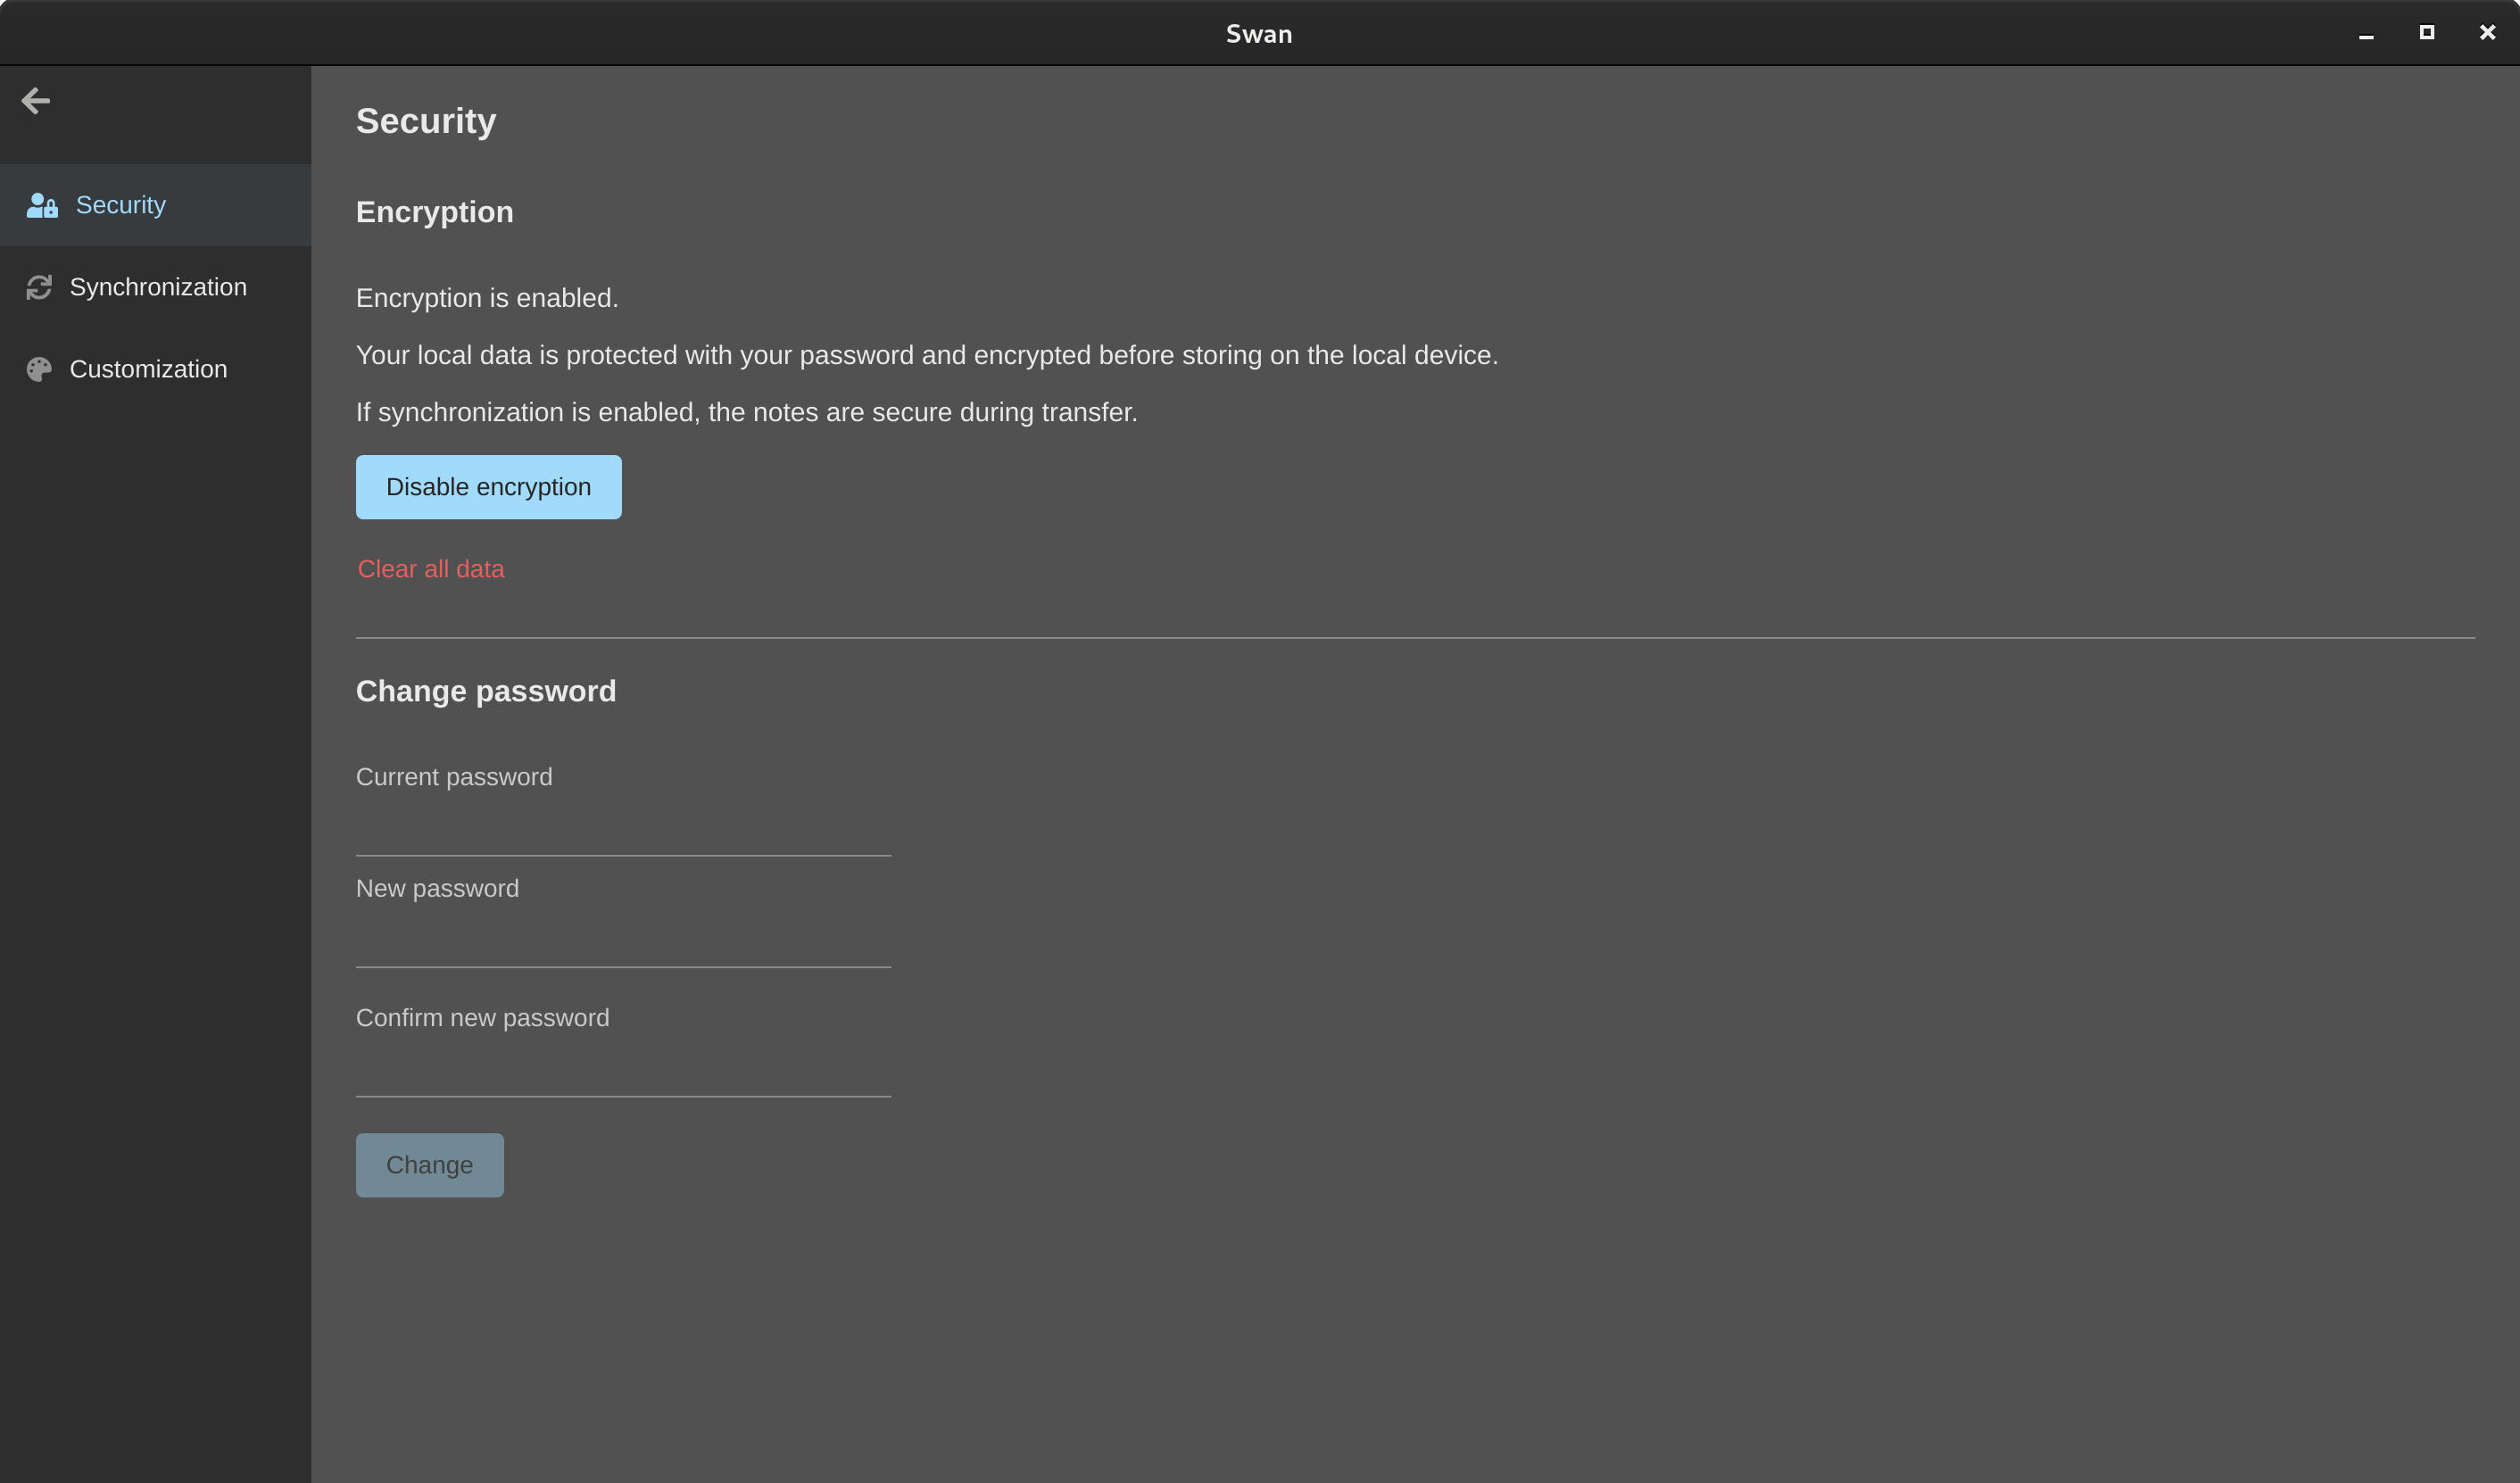 Swan
Security
Synchronization
Customization
Security
Encryption
Encryption is enabled.
Your local data is protected with your password and encrypted before storing on the local device.
If synchronization is enabled, the notes are secure during transfer.
Disable encryption
Clear all data
Change password
Current password
New password
Confirm new password
Change